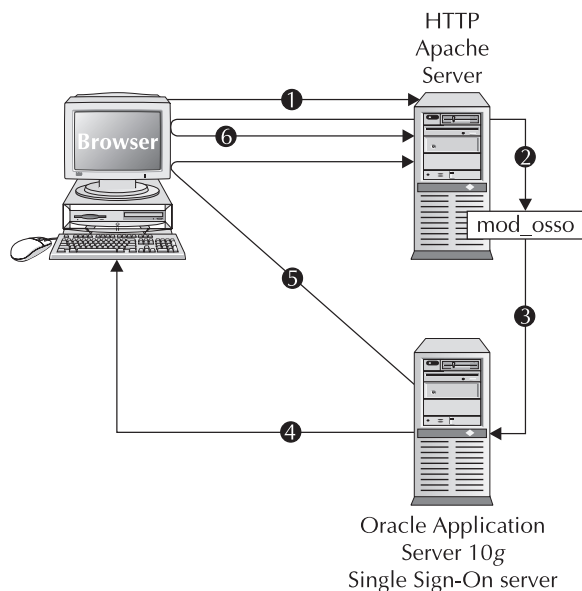 HTTP
Apache
Server
1
Browser
6
2
mod_osso
5
3
4
Oracle Application
Server 10g
Single Sign-On server